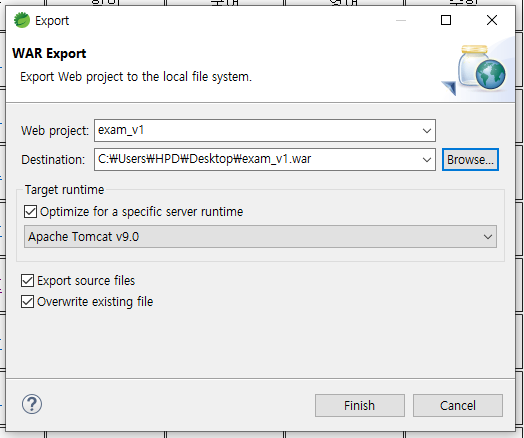 Export
WAR Export
Export Web project to the local file system.
Web project: exam_v1
Destination: C:₩Users₩HPD₩Desktop₩exam_v1.war Browse...
Target runtime
Optimize for a specific server runtime
Apache Tomcat v9.0
Export source files
Overwrite existing file
? Finish Cancel